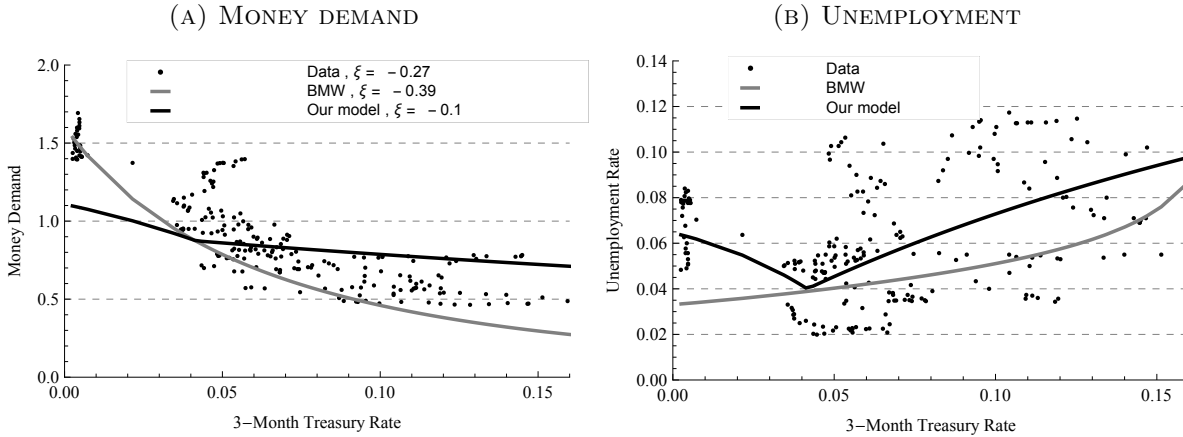 (A) MONEY DEMAND
2.0
1.5
1.0
0.5
0.0
Money Demand
Data , ξ = −0.27
BMW , ξ = −0.39
Our model , ξ = −0.1
0.00 0.05 0.10 0.15
3−Month Treasury Rate
(B) UNEMPLOYMENT
0.14
0.12
0.10
0.08
0.06
0.04
0.02
0.00
Unemployment Rate
Data
BMW
Our model
0.00 0.05 0.10 0.15
3−Month Treasury Rate